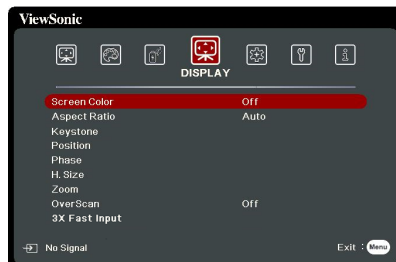 ViewSonic
DISPLAY
Screen Color Off
Aspect Ratio Auto
Keystone
Position
Phase
H. Size
Zoom
OverScan Off
3X Fast Input
No Signal Exit : Menu